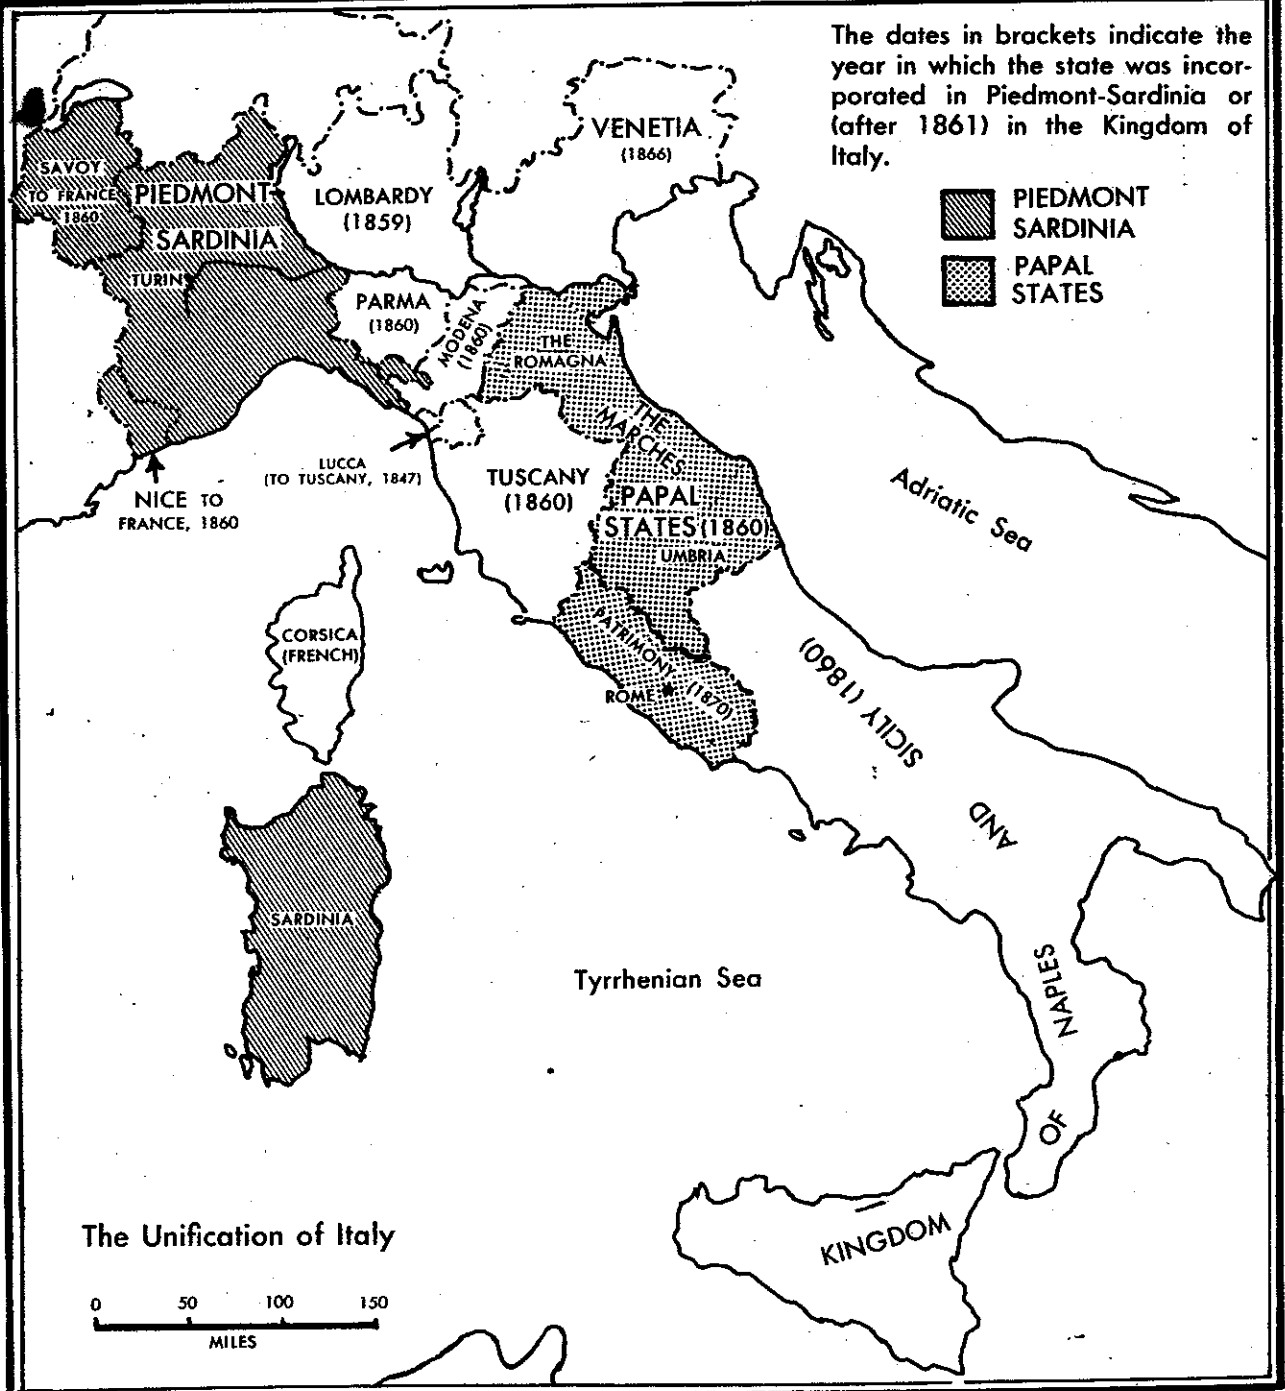 The dates in brackets indicate the
year in which the state was incor-
porated in Piedmont-Sardinia or
(after 1861) in the Kingdom of
Italy.
PIEDMONT
SARDINIA
PAPAL
STATES
VENETIA
(1866)
LOMBARDY
(1859)
SAVOY
TO FRANCE
1860
PIEDMONT
SARDINIA
TURIN
PARMA
(1860)
MODENA
(1860)
THE
ROMAGNA
THE
MARCHES
LUCCA
(TO TUSCANY, 1847)
NICE TO
FRANCE, 1860
TUSCANY
(1860)
PAPAL
STATES (1860)
UMBRIA
Adriatic Sea
CORSICA
(FRENCH)
PATRIMONY (1870)
ROME
SARDINIA
Tyrrhenian Sea
KINGDOM
OF
NAPLES
AND
SICILY (1860)
The Unification of Italy
0 50 100 150
MILES